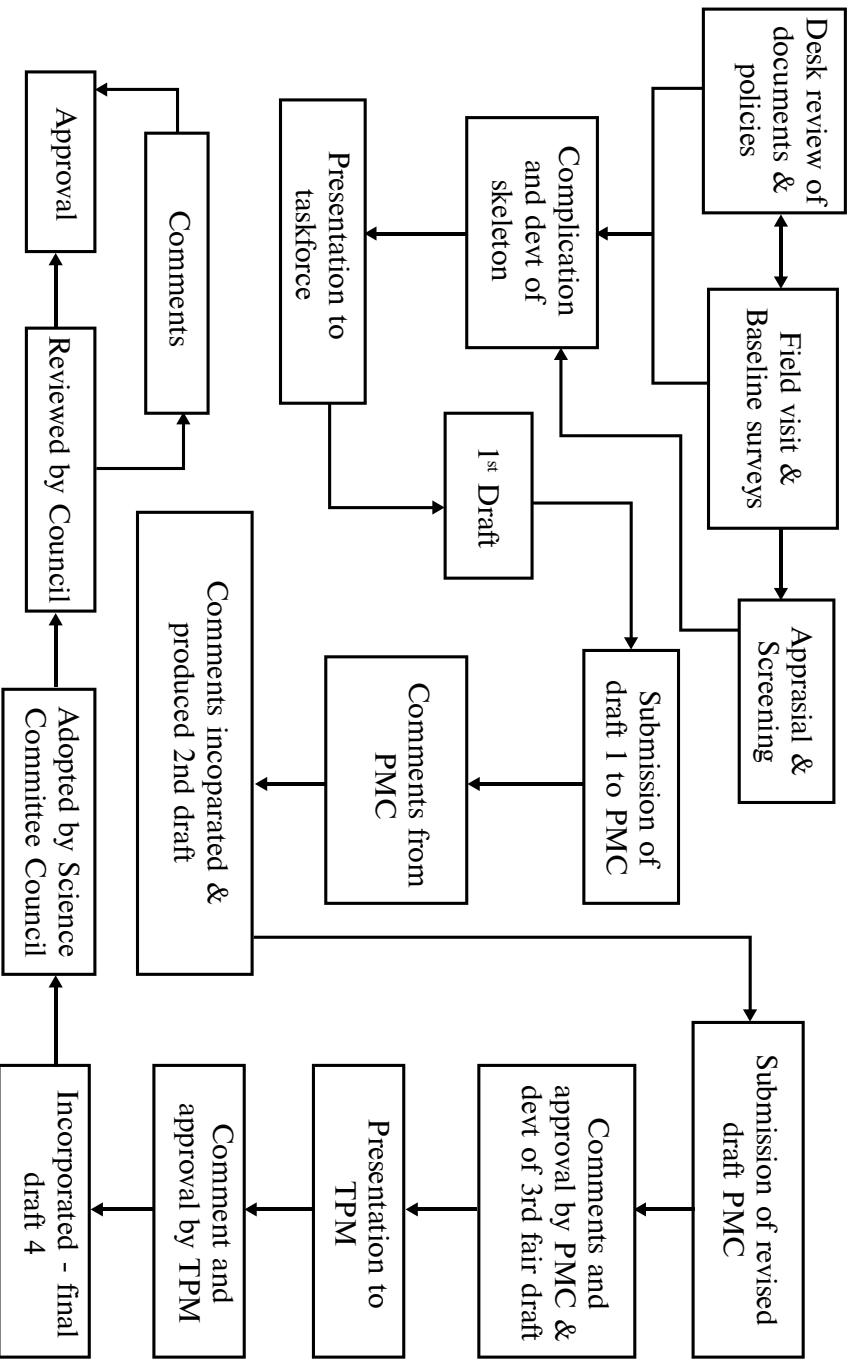 Desk review of
documents &
policies
Field visit &
Baseline surveys
Apprasial &
Screening
Complication
and devt of
skeleton
Presentation to
taskforce
1st Draft
Submission of
draft 1 to PMC
Comments from
PMC
Comments incoparated &
produced 2nd draft
Submission of revised
draft PMC
Comments and
approval by PMC &
devt of 3rd fair draft
Presentation to
TPM
Comment and
approval by TPM
Incorporated - final
draft 4
Adopted by Science
Committee Council
Reviewed by Council
Comments
Approval